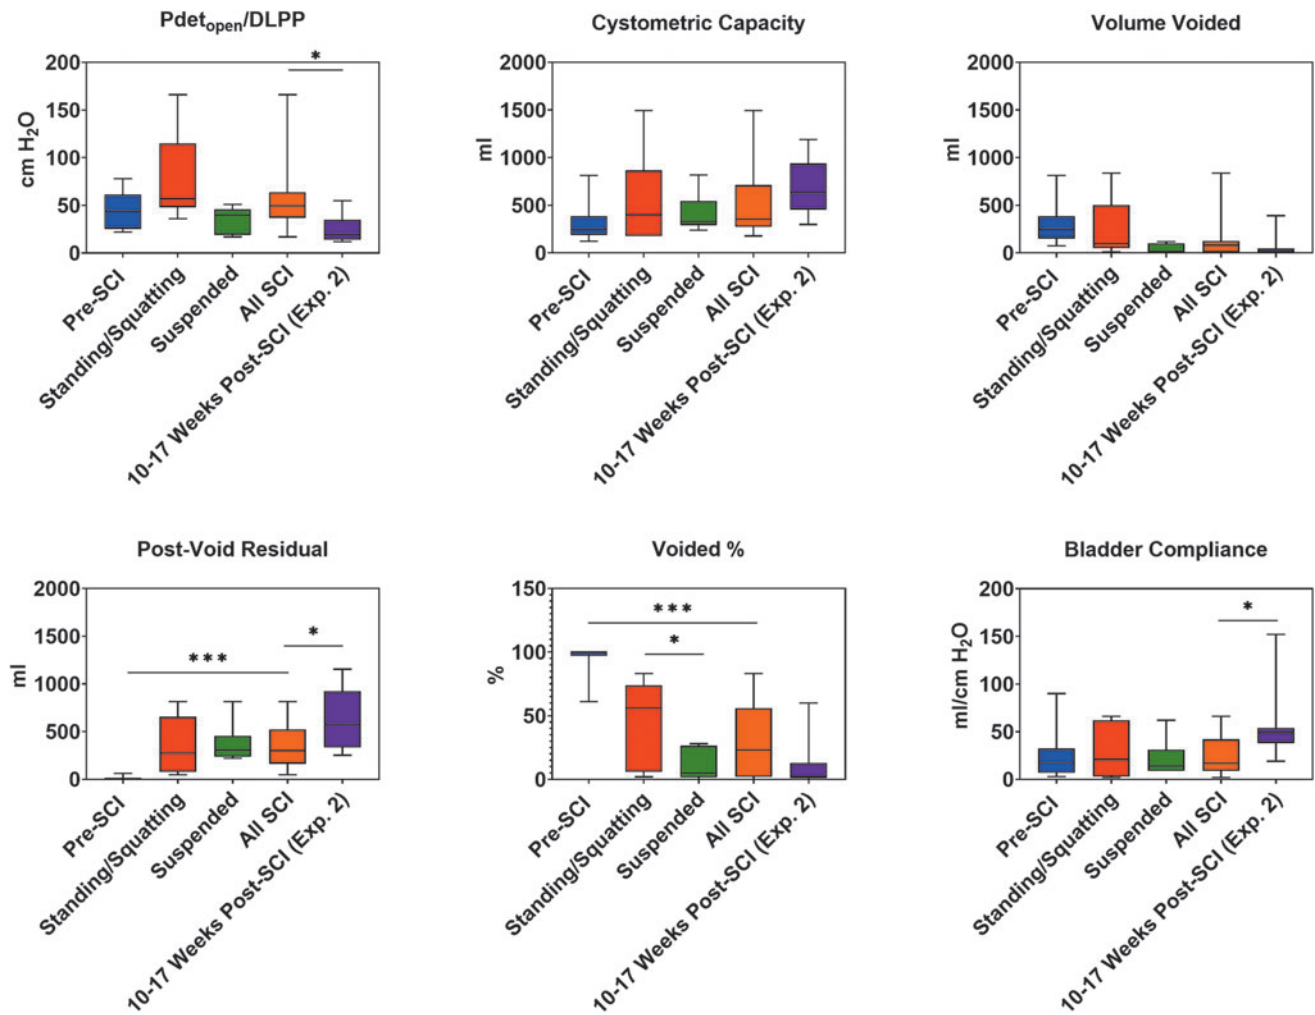 Pdetopen/DLPP
cm H2O
200
150
100
50
0
*
Pre-SCI
Standing/Squatting
Suspended
All SCI
10-17 Weeks Post-SCI (Exp. 2)
Cystometric Capacity
ml
2000
1500
1000
500
0
Pre-SCI
Standing/Squatting
Suspended
All SCI
10-17 Weeks Post-SCI (Exp. 2)
Volume Voided
ml
2000
1500
1000
500
0
Pre-SCI
Standing/Squatting
Suspended
All SCI
10-17 Weeks Post-SCI (Exp. 2)
Post-Void Residual
ml
2000
1500
1000
500
0
***
*
Pre-SCI
Standing/Squatting
Suspended
All SCI
10-17 Weeks Post-SCI (Exp. 2)
Voided %
%
150
100
50
0
***
*
Pre-SCI
Standing/Squatting
Suspended
All SCI
10-17 Weeks Post-SCI (Exp. 2)
Bladder Compliance
ml/cm H2O
200
150
100
50
0
*
Pre-SCI
Standing/Squatting
Suspended
All SCI
10-17 Weeks Post-SCI (Exp. 2)